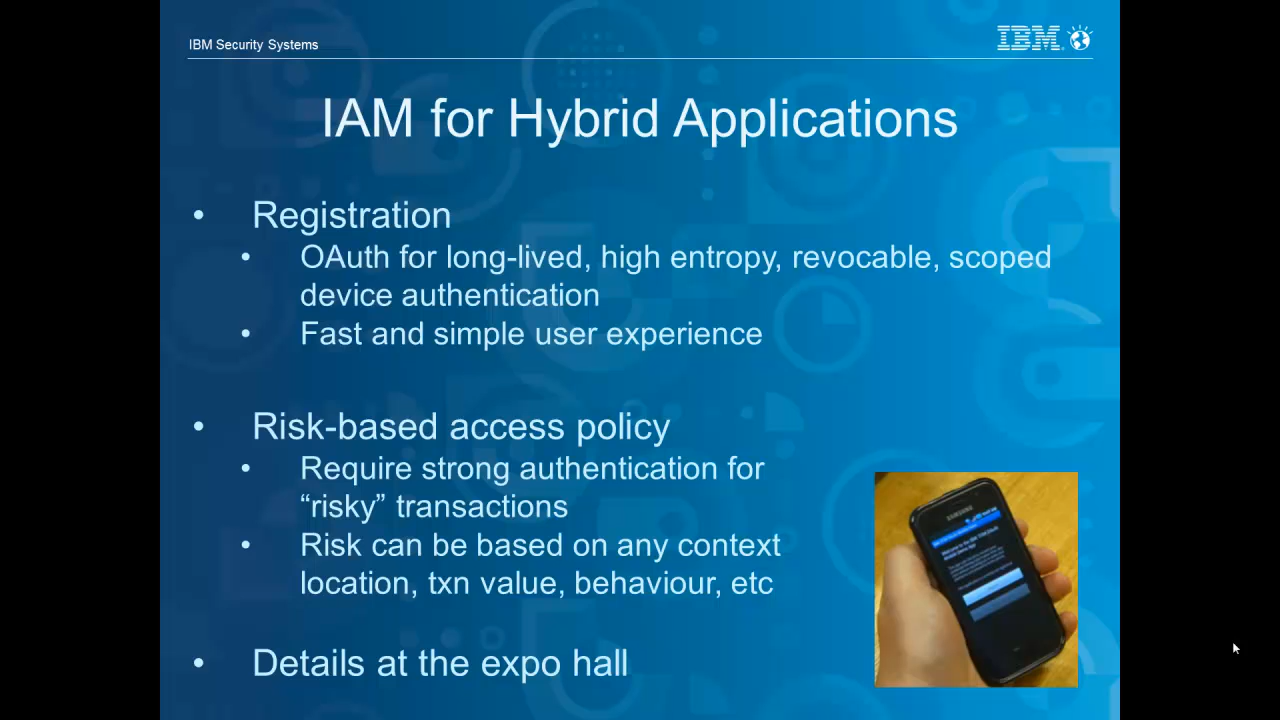 IBM Security Systems
IBM
IAM for Hybrid Applications
• Registration
• OAuth for long-lived, high entropy, revocable, scoped
device authentication
• Fast and simple user experience
• Risk-based access policy
• Require strong authentication for
“risky” transactions
• Risk can be based on any context
location, txn value, behaviour, etc
• Details at the expo hall
SAMSUNG